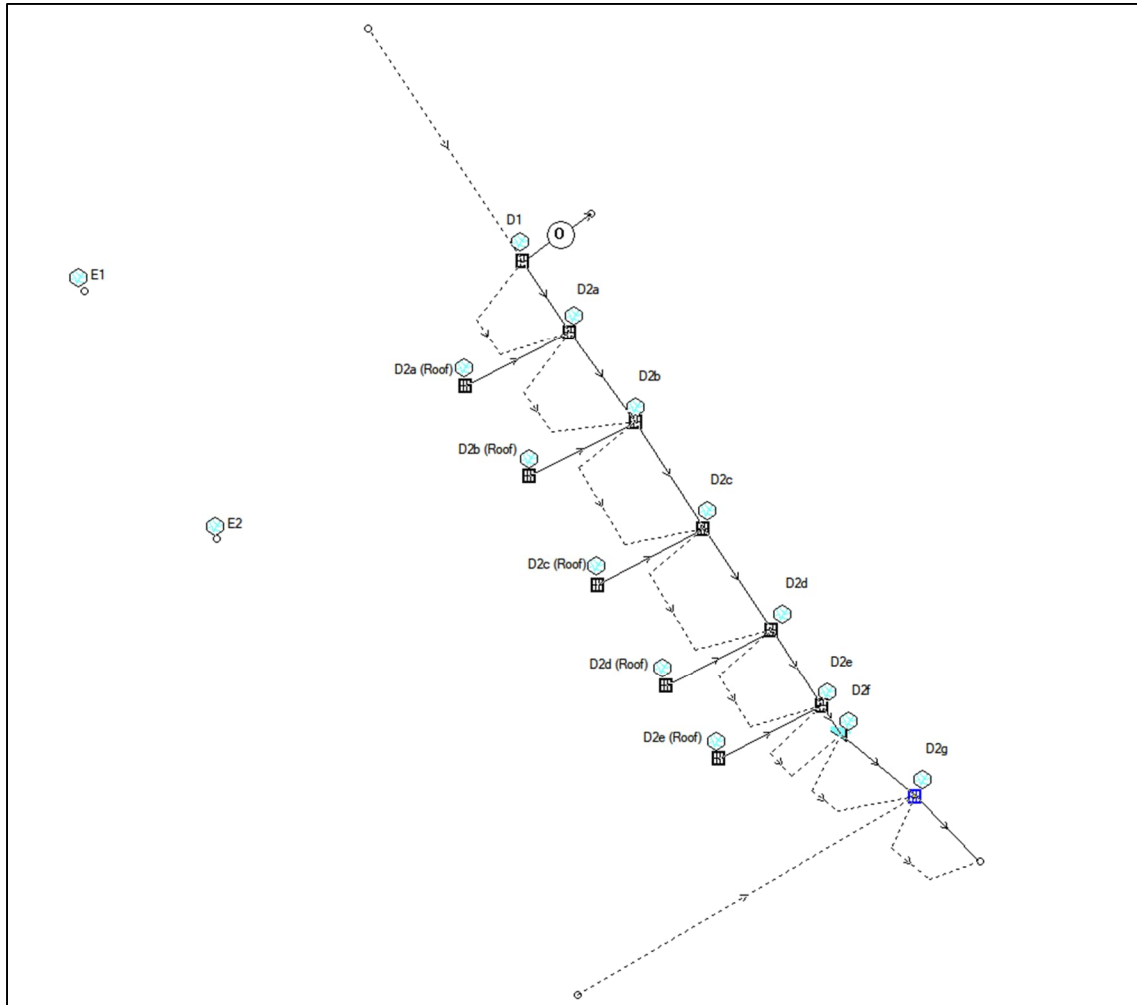 D1
O
E1
D2a
D2a (Roof)
D2b
D2b (Roof)
D2c
E2
D2c (Roof)
D2d
D2d (Roof)
D2e
D2f
D2e (Roof)
D2g